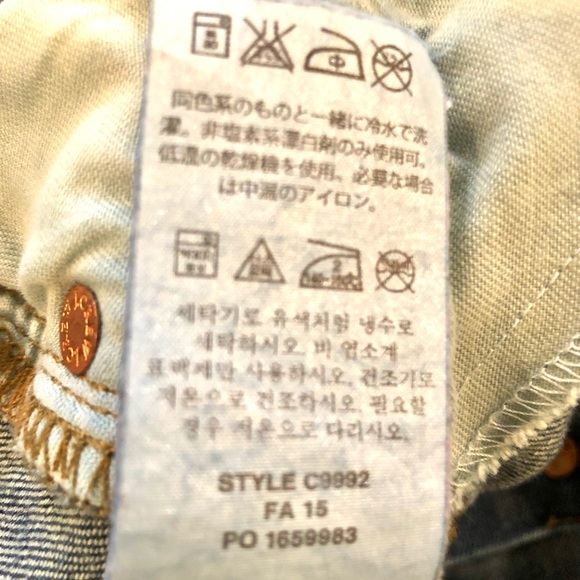 中
同色系のものと一緒に冷水で洗
濯。非塩素系漂白剤のみ使用可。
低温の乾燥機を使用。必要な場合
は中温のアイロン。
세탁기로 유색처럼 냉수로
세탁하시오. 비 염소계
표백제만 사용하시오. 건조기로
저온으로 건조하시오. 필요할
경우 저온으로 다리시오.
STYLE C9992
FA 15
PO 1659983